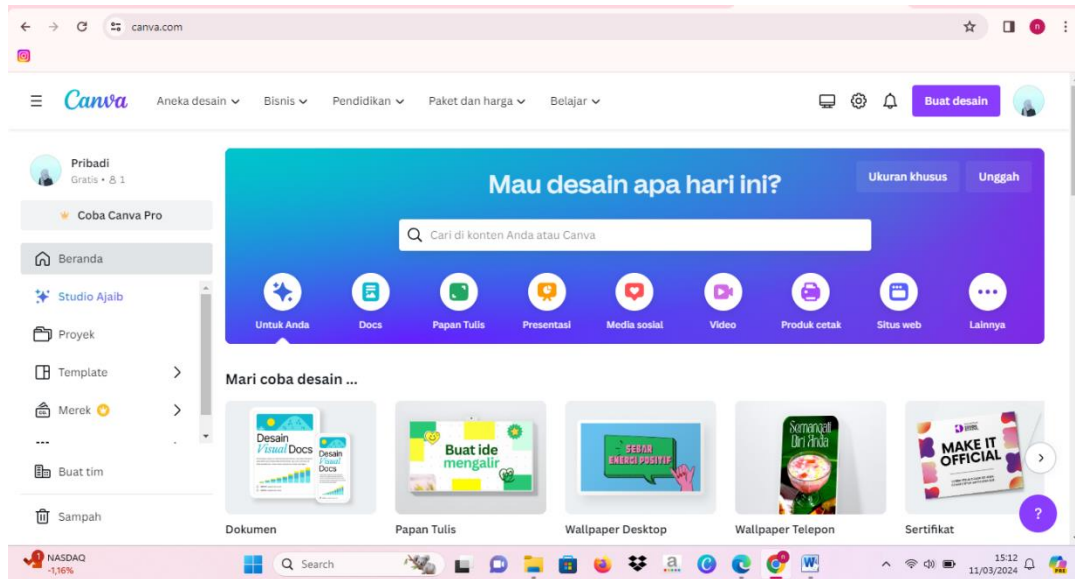 canva.com
n
Canva
Aneka desain
Bisnis
Pendidikan
Paket dan harga
Belajar
Buat desain
Pribadi
Gratis • 1
Coba Canva Pro
Beranda
Studio Ajaib
Proyek
Template
Merek
Buat tim
Sampah
Mau desain apa hari ini?
Ukuran khusus
Unggah
Cari di konten Anda atau Canva
Untuk Anda
Docs
Papan Tulis
Presentasi
Media sosial
Video
Produk cetak
Situs web
Lainnya
Mari coba desain ...
Desain
Visual Docs
Desain
Visual
Docs
Dokumen
Buat ide
mengalir
Papan Tulis
SEBAR
ENERGI POSITIF
Wallpaper Desktop
Semangati
Diri Anda
Wallpaper Telepon
MAKE IT
OFFICIAL
Sertifikat
?
1
NASDAQ
-1,16%
Search
a
W
15:12
11/03/2024
PRE